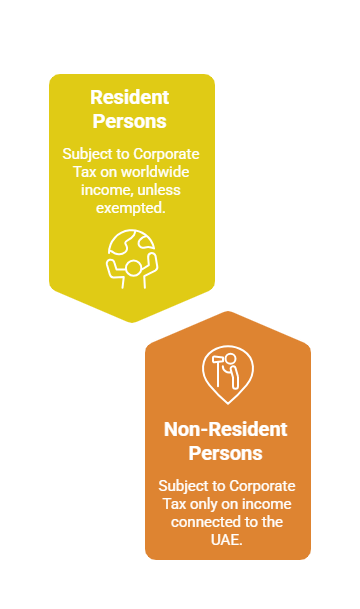 Resident
Persons
Subject to Corporate
Tax on worldwide
income, unless
exempted.
Non-Resident
Persons
Subject to Corporate
Tax only on income
connected to the
UAE.